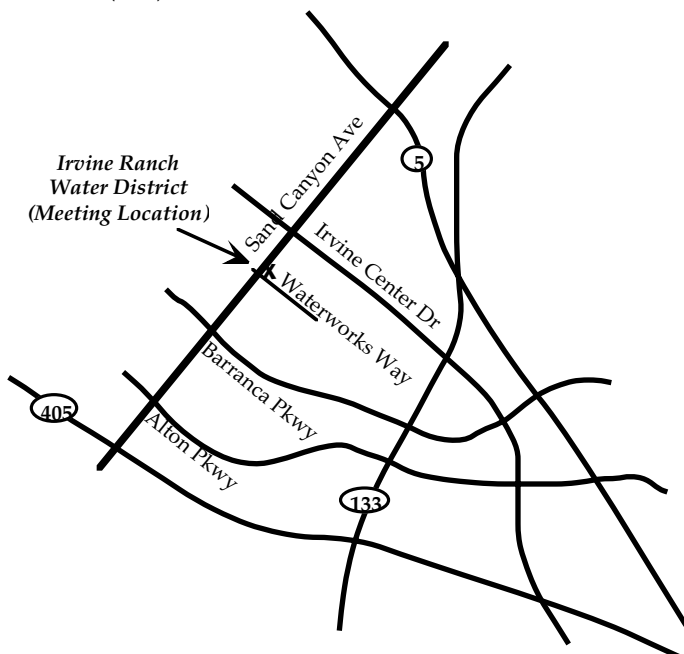 Irvine Ranch
Water District
(Meeting Location)
Sand Canyon Ave
5
Irvine Center Dr
X
Waterworks Way
Barranca Pkwy
405
Alton Pkwy
133